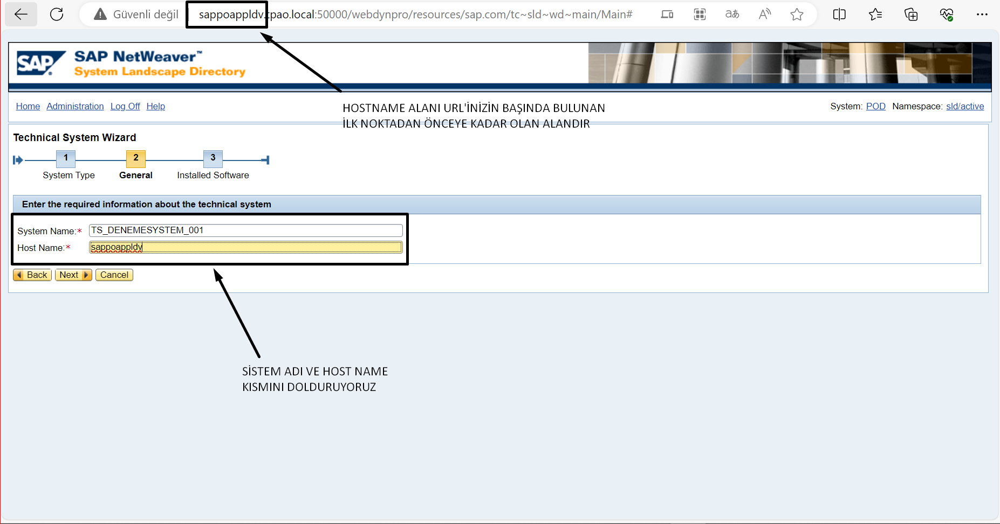 Güvenli değil
sappoappldv.tpao.local:50000/webdynpro/resources/sap.com/tc~sld~wd~main/Main#
SAP
SAP NetWeaver™
System Landscape Directory
Home Administration Log Off Help
System: POD Namespace: sld/active
HOSTNAME ALANI URL'İNİZİN BAŞINDA BULUNAN
İLK NOKTADAN ÖNCEYE KADAR OLAN ALANDIR
Technical System Wizard
1 2 3
System Type General Installed Software
Enter the required information about the technical system
System Name:* TS_DENEMESYSTEM_001
Host Name:* sappoappldv
Back Next Cancel
SİSTEM ADI VE HOST NAME
KISMINI DOLDURUYORUZ